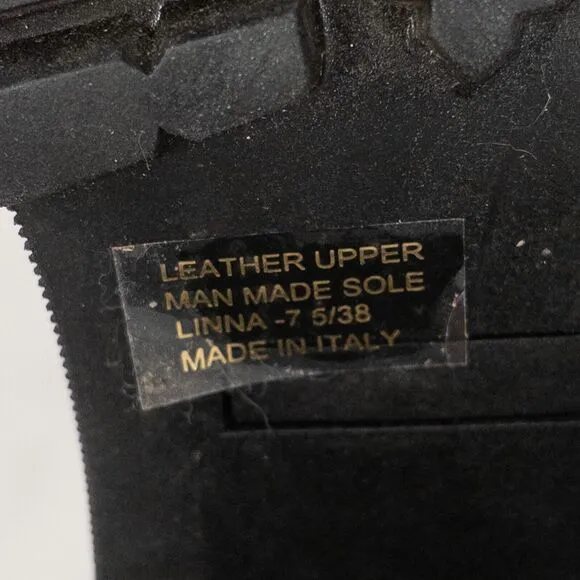 LEATHER UPPER
MAN MADE SOLE
LINNA -7 5/38
MADE IN ITALY